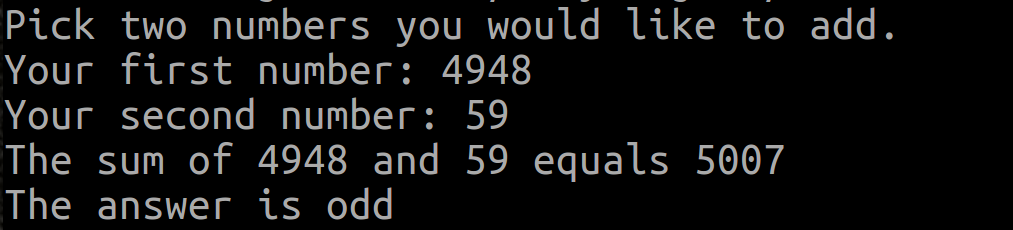 Pick two numbers you would like to add.
Your first number: 4948
Your second number: 59
The sum of 4948 and 59 equals 5007
The answer is odd